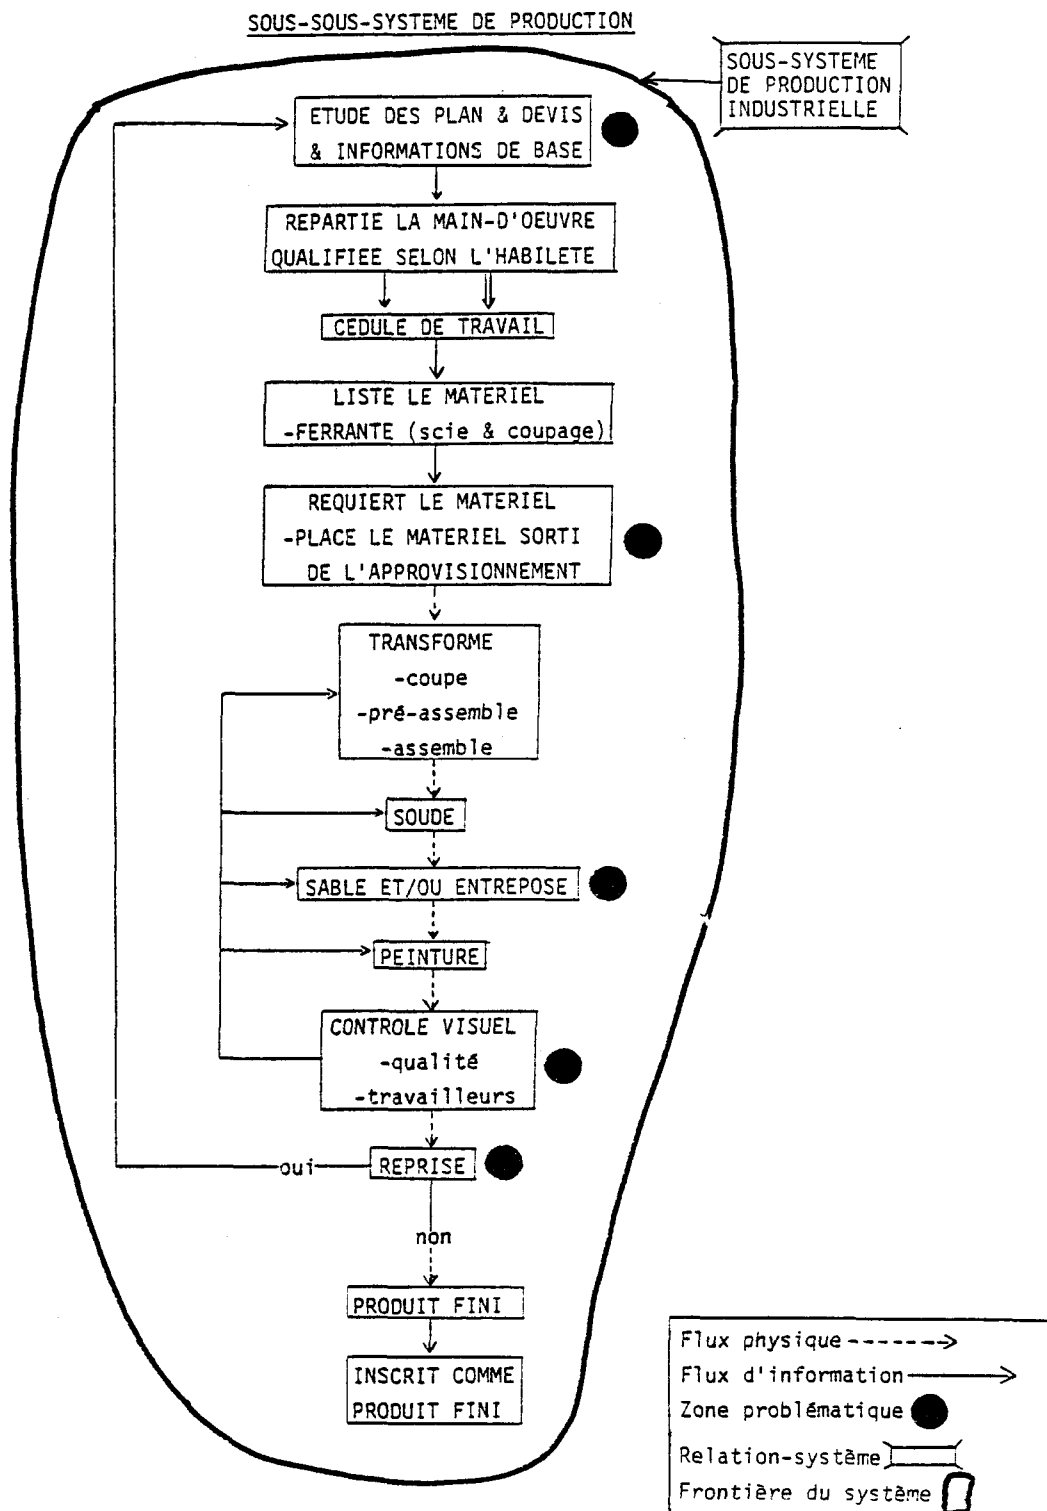 SOUS-SOUS-SYSTEME DE PRODUCTION
SOUS-SYSTEME
DE PRODUCTION
INDUSTRIELLE
ETUDE DES PLAN & DEVIS
& INFORMATIONS DE BASE
REPARTIE LA MAIN-D'OEUVRE
QUALIFIEE SELON L'HABILETE
CEDULE DE TRAVAIL
LISTE LE MATERIEL
-FERRANTE (scie & coupage)
REQUIERT LE MATERIEL
-PLACE LE MATERIEL SORTI
DE L'APPROVISIONNEMENT
TRANSFORME
-coupe
-pré-assemble
-assemble
SOUDE
SABLE ET/OU ENTREPOSE
PEINTURE
CONTROLE VISUEL
-qualité
-travailleurs
oui
REPRISE
non
PRODUIT FINI
INSCRIT COMME
PRODUIT FINI
Flux physique
Flux d'information
Zone problématique
Relation-système
Frontière du système